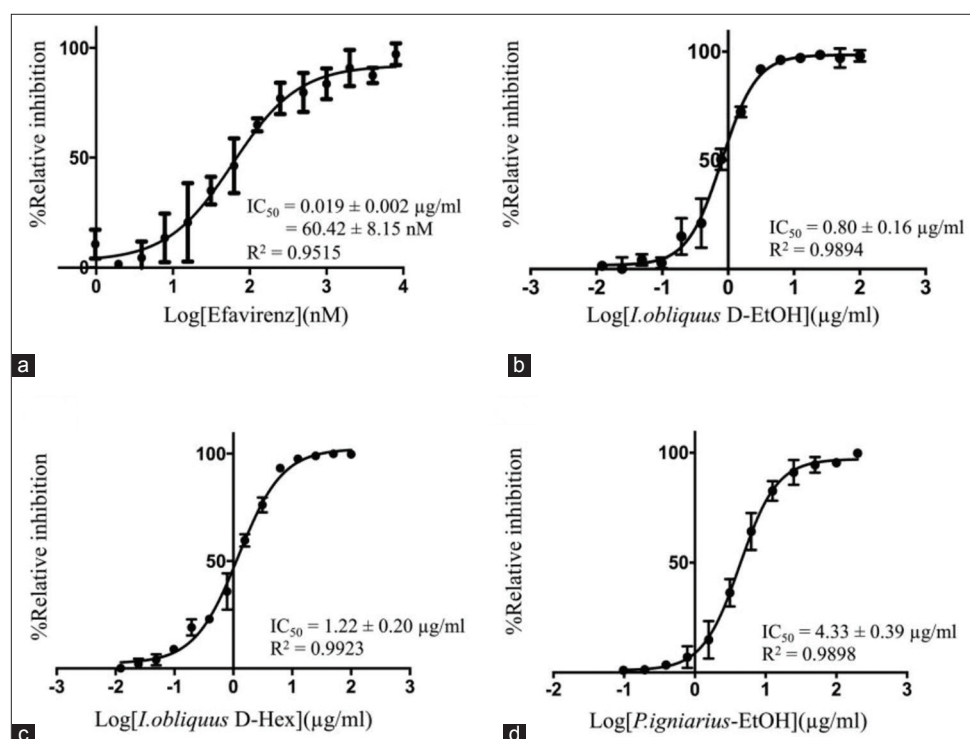 %Relative inhibition
100
50
0
0 1 2 3 4
IC50 = 0.019 ± 0.002 µg/ml
= 60.42 ± 8.15 nM
R2 = 0.9515
Log[Efavirenz](nM)
a
%Relative inhibition
100
50
-3 -2 -1 0 1 2 3
IC50 = 0.80 ± 0.16 µg/ml
R2 = 0.9894
Log[I.obliquus D-EtOH](µg/ml)
b
%Relative inhibition
100
50
-3 -2 -1 0 1 2 3
IC50 = 1.22 ± 0.20 µg/ml
R2 = 0.9923
Log[I.obliquus D-Hex](µg/ml)
c
%Relative inhibition
100
50
-2 -1 0 1 2 3
IC50 = 4.33 ± 0.39 µg/ml
R2 = 0.9898
Log[P.igniarius-EtOH](µg/ml)
d